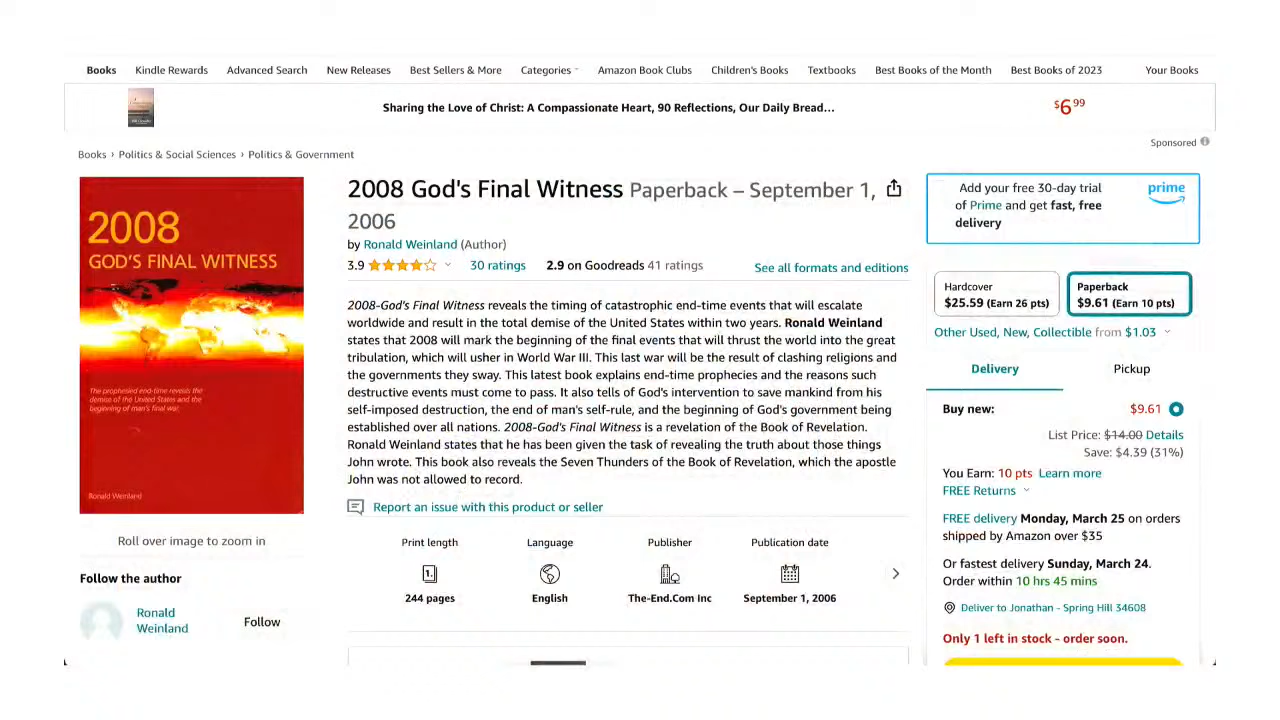 Books Kindle Rewards Advanced Search New Releases Best Sellers & More Categories Amazon Book Clubs Children's Books Textbooks Best Books of the Month Best Books of 2023 Your Books
Sharing the Love of Christ: A Compassionate Heart, 90 Reflections, Our Daily Bread... $6 99
Sponsored
Books › Politics & Social Sciences › Politics & Government
2008
GOD'S FINAL WITNESS
The prophesied end-time reveals the
demise of the United States and the
beginning of man's final war.
Ronald Weinland
Roll over image to zoom in
Follow the author
Ronald
Weinland
Follow
2008 God's Final Witness Paperback – September 1,
2006
by Ronald Weinland (Author)
3.9 30 ratings 2.9 on Goodreads 41 ratings See all formats and editions
2008-God's Final Witness reveals the timing of catastrophic end-time events that will escalate
worldwide and result in the total demise of the United States within two years. Ronald Weinland
states that 2008 will mark the beginning of the final events that will thrust the world into the great
tribulation, which will usher in World War III. This last war will be the result of clashing religions and
the governments they sway. This latest book explains end-time prophecies and the reasons such
destructive events must come to pass. It also tells of God's intervention to save mankind from his
self-imposed destruction, the end of man's self-rule, and the beginning of God's government being
established over all nations. 2008-God's Final Witness is a revelation of the Book of Revelation.
Ronald Weinland states that he has been given the task of revealing the truth about those things
John wrote. This book also reveals the Seven Thunders of the Book of Revelation, which the apostle
John was not allowed to record.
Report an issue with this product or seller
Print length Language Publisher Publication date
1.
244 pages English The-End.Com Inc September 1, 2006
Add your free 30-day trial
of Prime and get fast, free
delivery
prime
Hardcover
$25.59 (Earn 26 pts)
Paperback
$9.61 (Earn 10 pts)
Other Used, New, Collectible from $1.03
Delivery Pickup
Buy new: $9.61
List Price: $14.00 Details
Save: $4.39 (31%)
You Earn: 10 pts Learn more
FREE Returns
FREE delivery Monday, March 25 on orders
shipped by Amazon over $35
Or fastest delivery Sunday, March 24.
Order within 10 hrs 45 mins
Deliver to Jonathan - Spring Hill 34608
Only 1 left in stock - order soon.